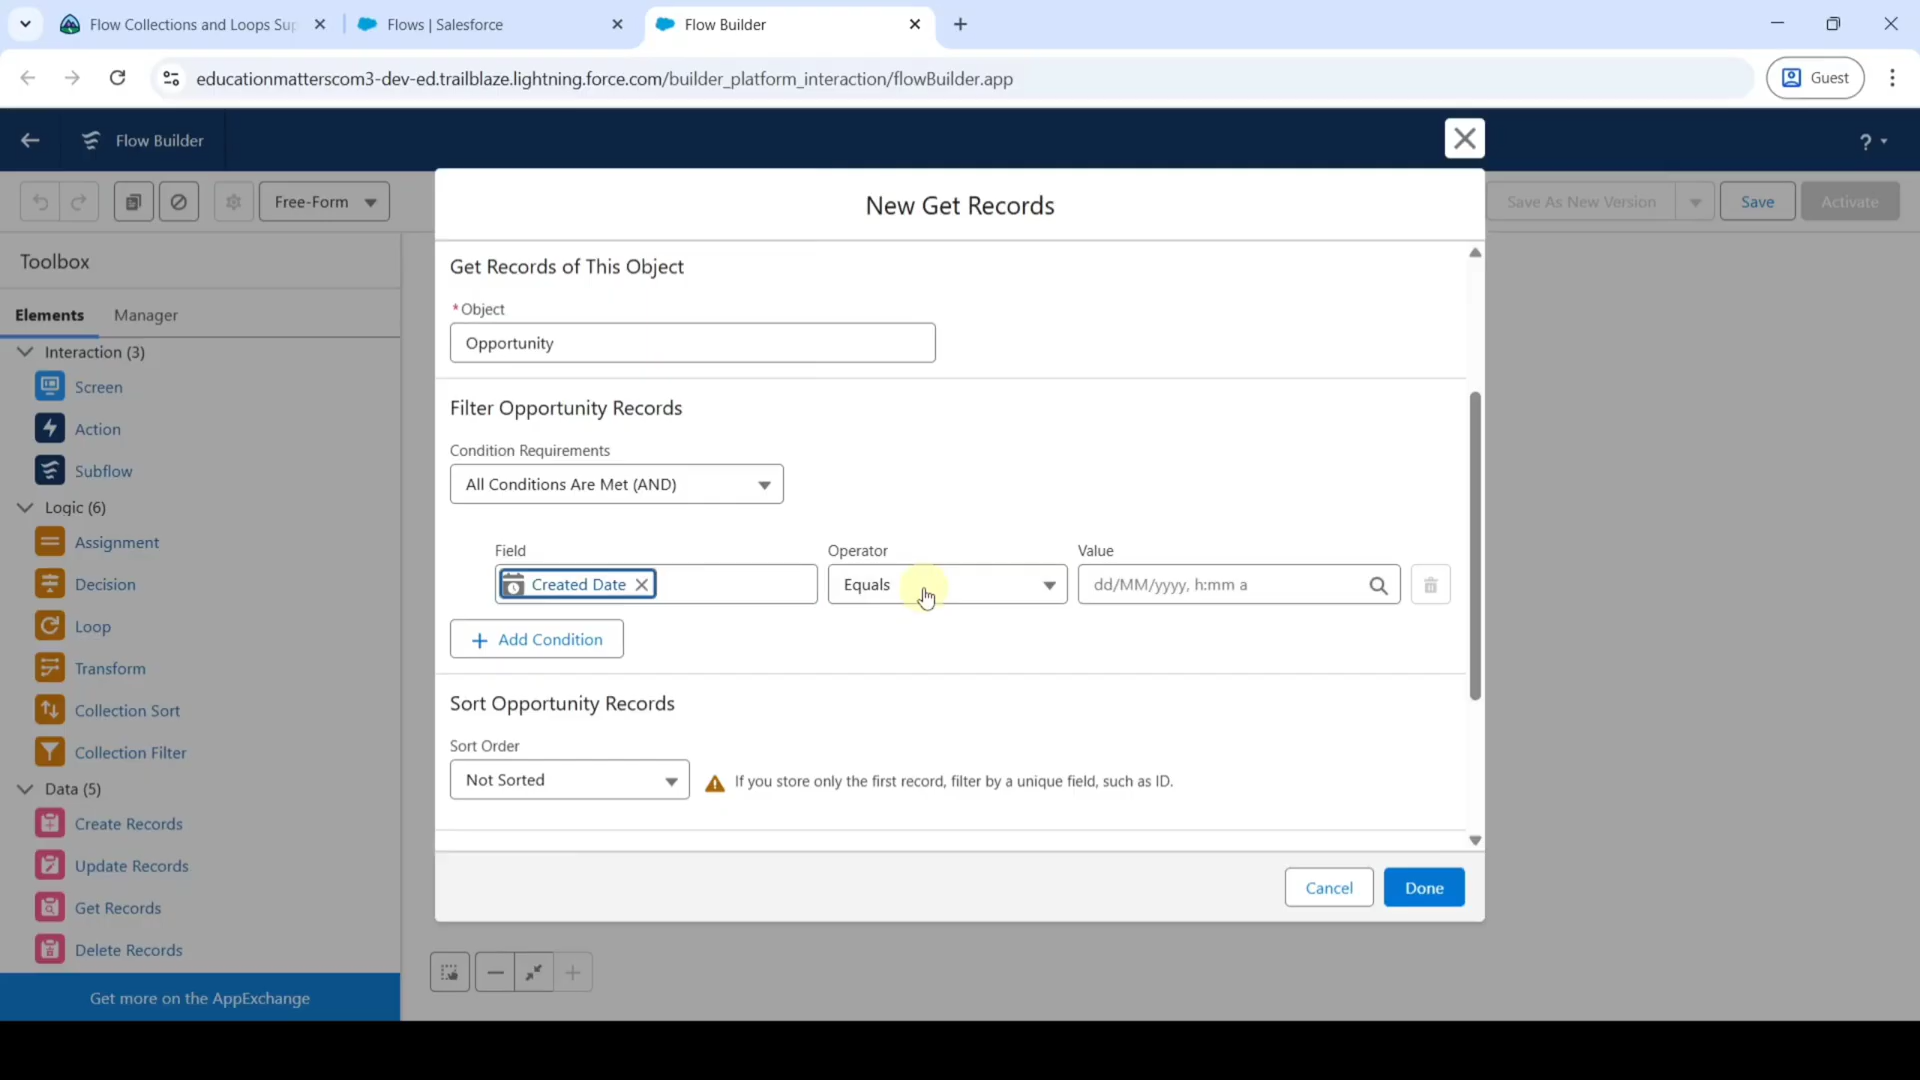 Flow Collections and Loops Sup
Flows | Salesforce
Flow Builder
educationmatterscom3-dev-ed.trailblaze.lightning.force.com/builder_platform_interaction/flowBuilder.app
Guest
Flow Builder
?
Free-Form
Save As New Version
Save
Activate
Toolbox
Elements
Manager
Interaction (3)
Screen
Action
Subflow
Logic (6)
Assignment
Decision
Loop
Transform
Collection Sort
Collection Filter
Data (5)
Create Records
Update Records
Get Records
Delete Records
Get more on the AppExchange
New Get Records
Get Records of This Object
*Object
Opportunity
Filter Opportunity Records
Condition Requirements
All Conditions Are Met (AND)
Field
Operator
Value
Created Date
Equals
dd/MM/yyyy, h:mm a
Add Condition
Sort Opportunity Records
Sort Order
Not Sorted
If you store only the first record, filter by a unique field, such as ID.
Cancel
Done